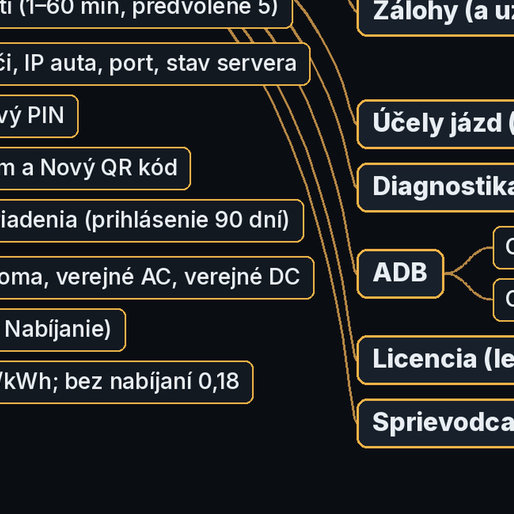 ti (1–60 min, predvolené 5)
či, IP auta, port, stav servera
vý PIN
m a Nový QR kód
iadenia (prihlásenie 90 dní)
oma, verejné AC, verejné DC
Nabíjanie)
/kWh; bez nabíjaní 0,18
Zálohy (a u
Účely jázd (
Diagnostika
ADB
Licencia (le
Sprievodca